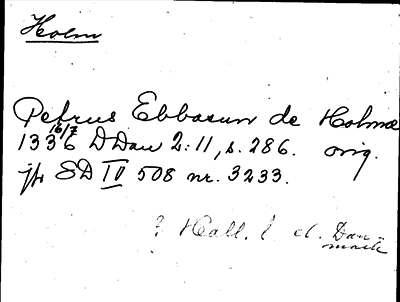 Holm
Petrus Ebbasun de Holmæ
1336 16/7 DDan 2:11, s. 286. orig.
jfr SD IV 508 nr. 3233.
? Hall. l. el. Dan-
mark